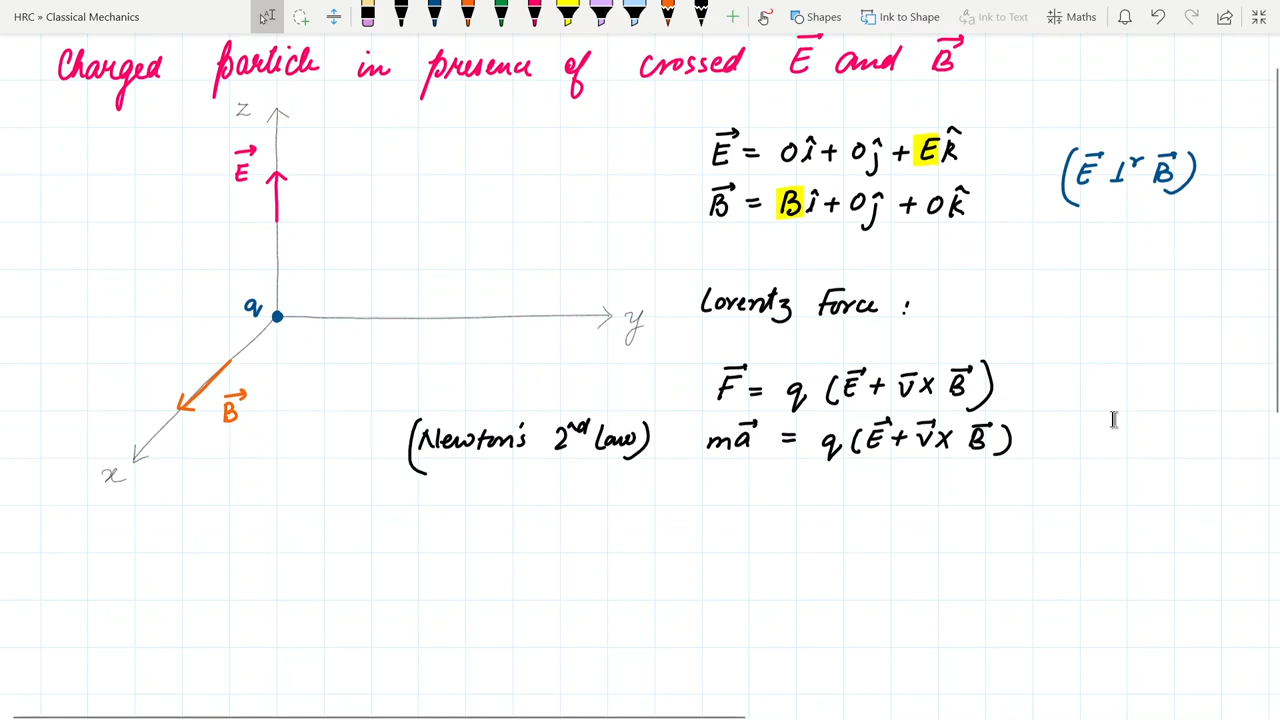 HRC » Classical Mechanics
Shapes
Ink to Shape
Ink to Text
Maths
Charged particle in presence of crossed E⃗ and B⃗
z
E⃗
q
y
B⃗
x
E⃗ = 0î + 0ĵ + Ek̂
B⃗ = Bî + 0ĵ + 0k̂
(E⃗ ⊥ʳ B⃗)
Lorentz Force :
F⃗ = q (E⃗ + v̄ × B⃗)
(Newton's 2nd Law) ma⃗ = q(E⃗ + v⃗ × B⃗)